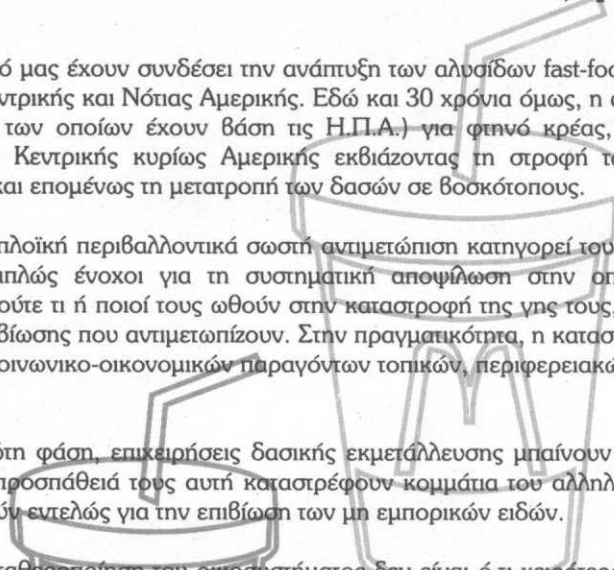 ό μας έχουν συνδέσει την ανάπτυξη των αλυσίδων fast-foo
ντρικής και Νότιας Αμερικής. Εδώ και 30 χρόνια όμως, η
των οποίων έχουν βάση τις Η.Π.Α.) για φτηνό κρέας,
Κεντρικής κυρίως Αμερικής εκβιάζοντας τη στροφή τ
και επομένως τη μετατροπή των δασών σε βοσκότοπους.
πλοϊκή περιβαλλοντικά σωστή αντιμετώπιση κατηγορεί του
ιπλώς ένοχοι για τη συστηματική αποψίλωση στην οπ
ούτε τι ή ποιοί τους ωθούν στην καταστροφή της γης τους,
βίωσης που αντιμετωπίζουν. Στην πραγματικότητα, η κατασ
οινωνικο-οικονομικών παραγόντων τοπικών, περιφερειακώ
ότη φάση, επιχειρήσεις δασικής εκμετάλλευσης μπαίνουν
προσπάθειά τους αυτή καταστρέφουν κομμάτια του αλληλ
ύν εντελώς για την επιβίωση των μη εμπορικών ειδών.